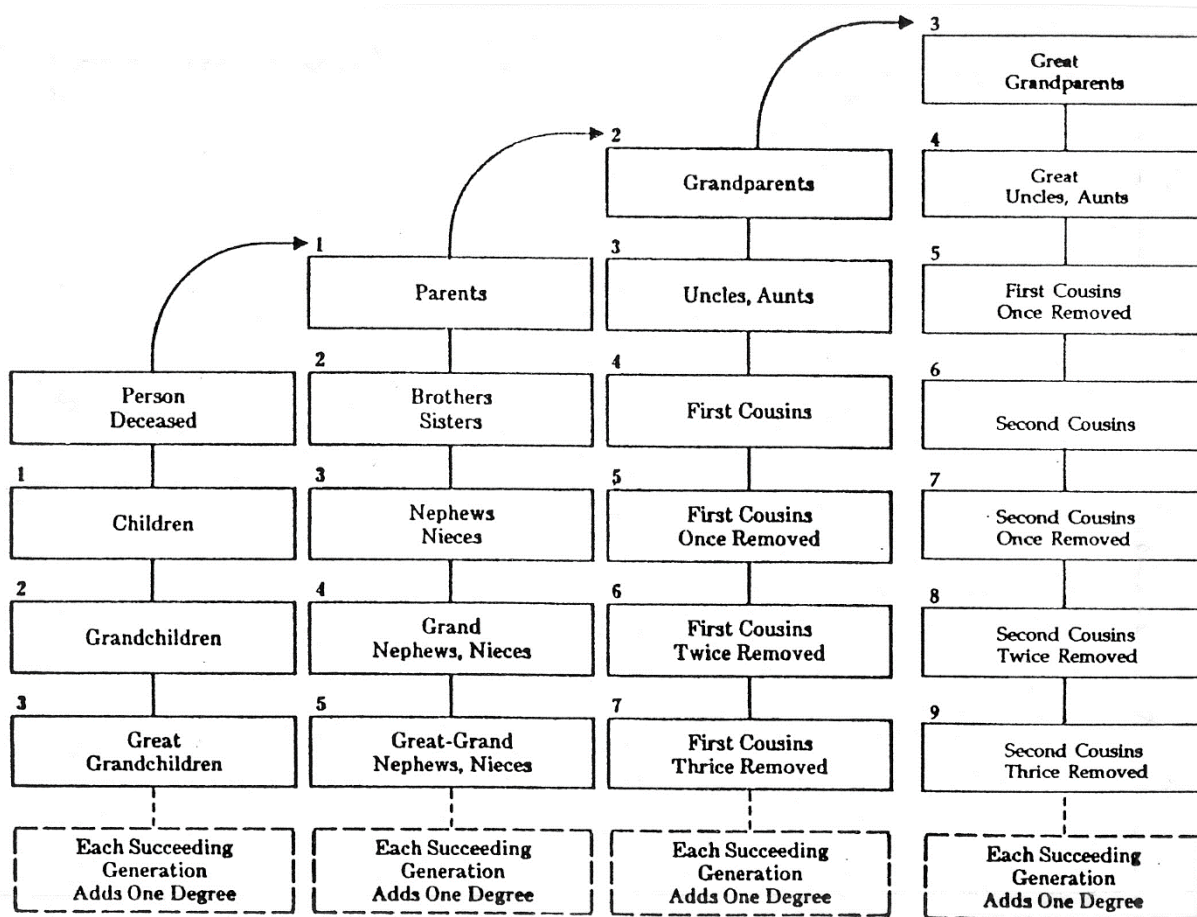 3
Great
Grandparents
2
Grandparents
4
Great
Uncles, Aunts
1
Parents
3
Uncles, Aunts
5
First Cousins
Once Removed
Person
Deceased
2
Brothers
Sisters
4
First Cousins
6
Second Cousins
1
Children
3
Nephews
Nieces
5
First Cousins
Once Removed
7
Second Cousins
Once Removed
2
Grandchildren
4
Grand
Nephews, Nieces
6
First Cousins
Twice Removed
8
Second Cousins
Twice Removed
3
Great
Grandchildren
5
Great-Grand
Nephews, Nieces
7
First Cousins
Thrice Removed
9
Second Cousins
Thrice Removed
Each Succeeding
Generation
Adds One Degree
Each Succeeding
Generation
Adds One Degree
Each Succeeding
Generation
Adds One Degree
Each Succeeding
Generation
Adds One Degree